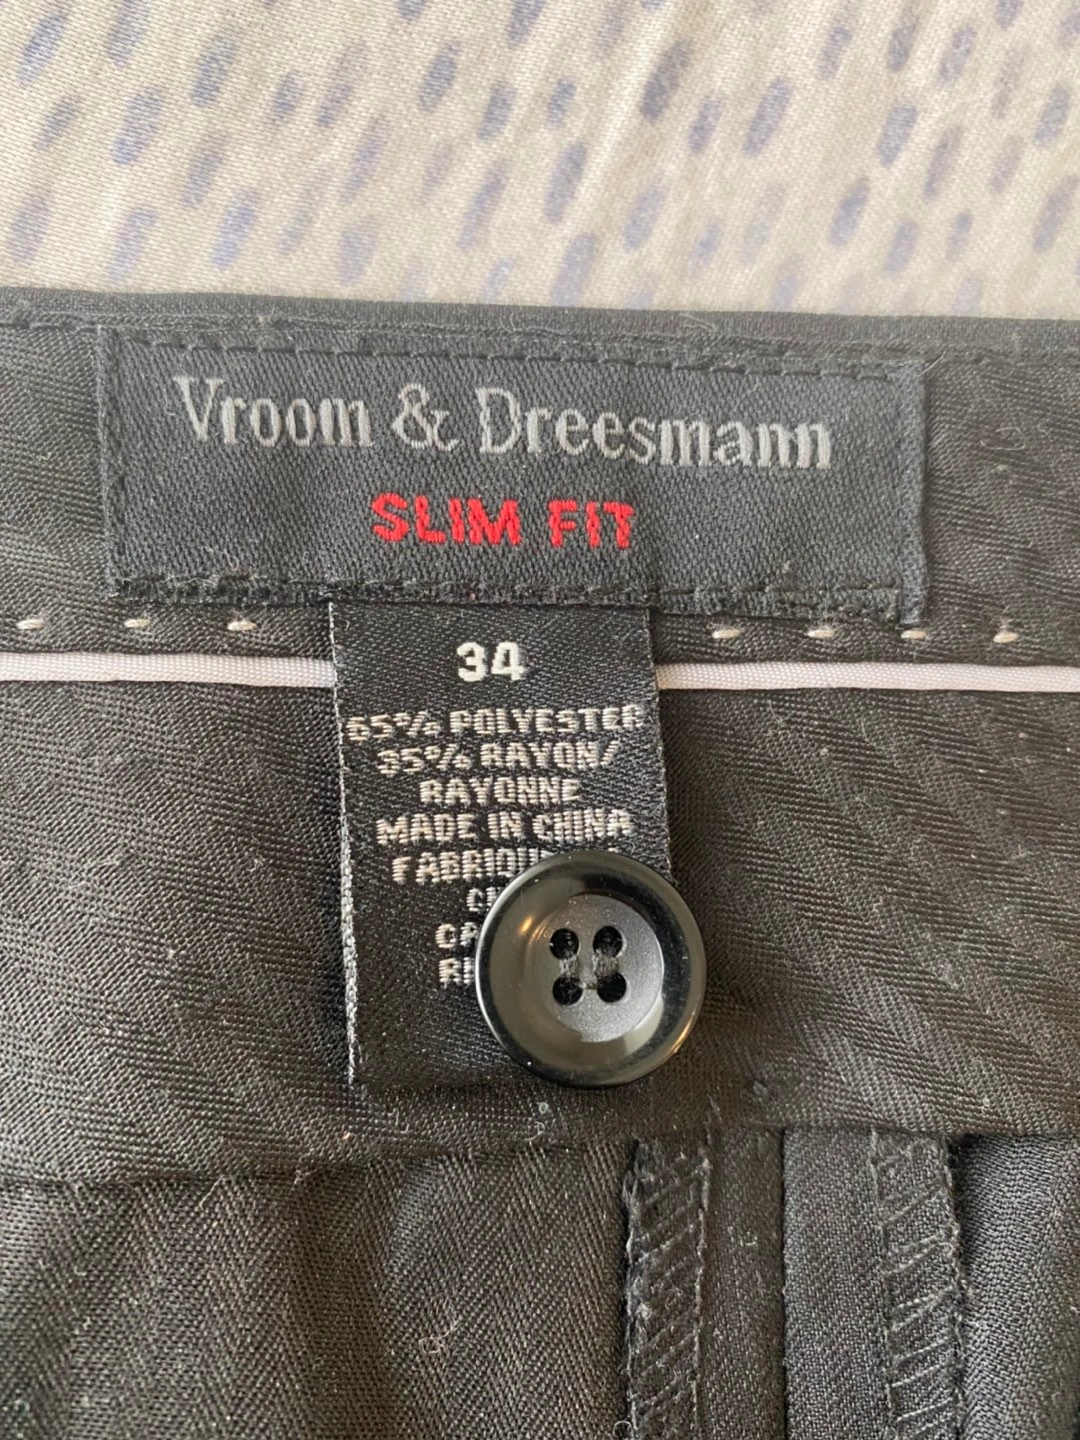 Vroom & Dreesmann
SLIM FIT
34
65% POLYESTER
35% RAYON/
RAYONNE
MADE IN CHINA